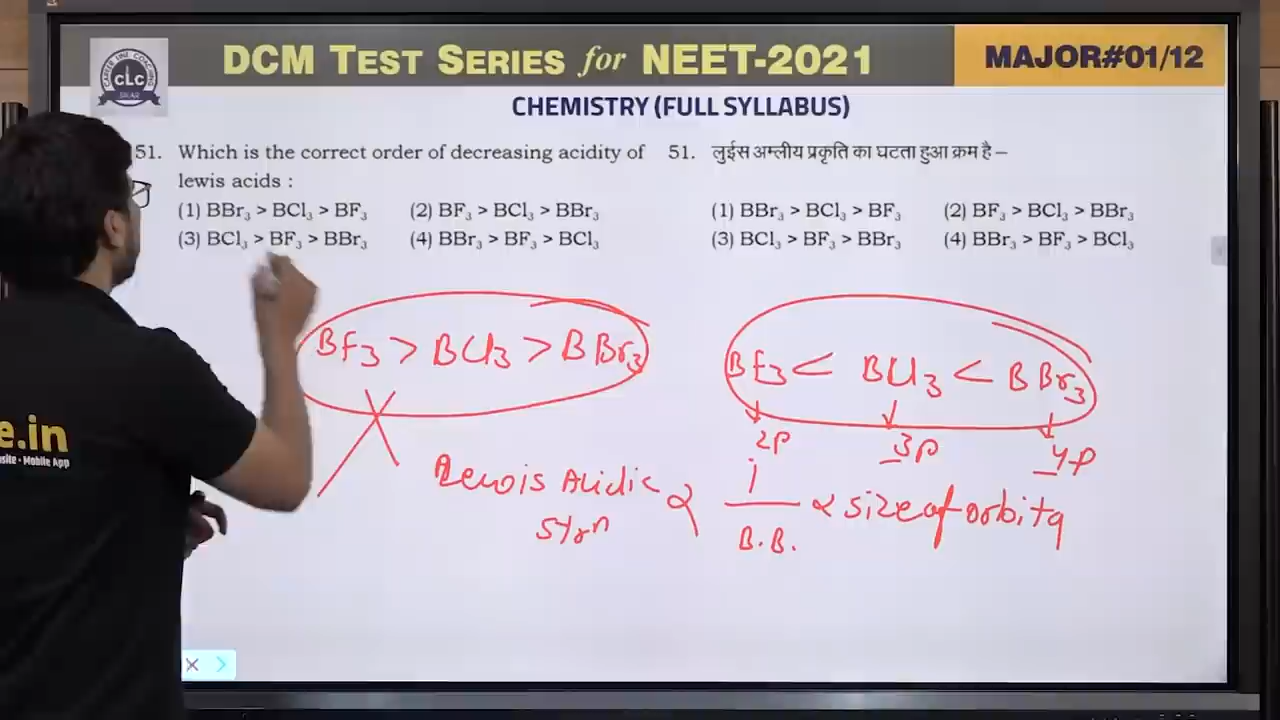 CLC
DCM TEST SERIES for NEET-2021
MAJOR#01/12
CHEMISTRY (FULL SYLLABUS)
51. Which is the correct order of decreasing acidity of
lewis acids :
(1) BBr₃ > BCl₃ > BF₃ (2) BF₃ > BCl₃ > BBr₃
(3) BCl₃ > BF₃ > BBr₃ (4) BBr₃ > BF₃ > BCl₃
51. लुईस अम्लीय प्रकृति का घटता हुआ क्रम है –
(1) BBr₃ > BCl₃ > BF₃ (2) BF₃ > BCl₃ > BBr₃
(3) BCl₃ > BF₃ > BBr₃ (4) BBr₃ > BF₃ > BCl₃
BF₃ > BCl₃ > BBr₃
BF₃ < BCl₃ < BBr₃
2p 3p 4p
Lewis Acidic ∝ 1 ∝ size of orbita
B.B.
e.in
site • Mobile App